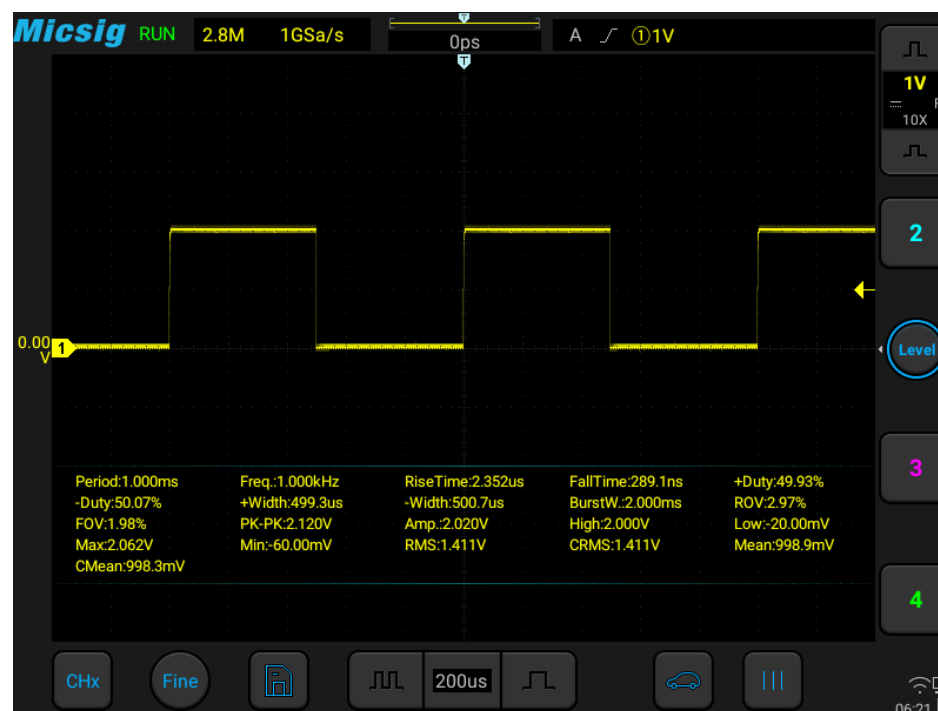 Micsig RUN 2.8M 1GSa/s 0ps A ①1V
T
T
1V
10X
2
0.00
V
1
Level
3
Period:1.000ms Freq.:1.000kHz RiseTime:2.352us FallTime:289.1ns +Duty:49.93%
-Duty:50.07% +Width:499.3us -Width:500.7us BurstW.:2.000ms ROV:2.97%
FOV:1.98% PK-PK:2.120V Amp.:2.020V High:2.000V Low:-20.00mV
Max:2.062V Min:-60.00mV RMS:1.411V CRMS:1.411V Mean:998.9mV
CMean:998.3mV
4
CHx Fine 200us
06:21